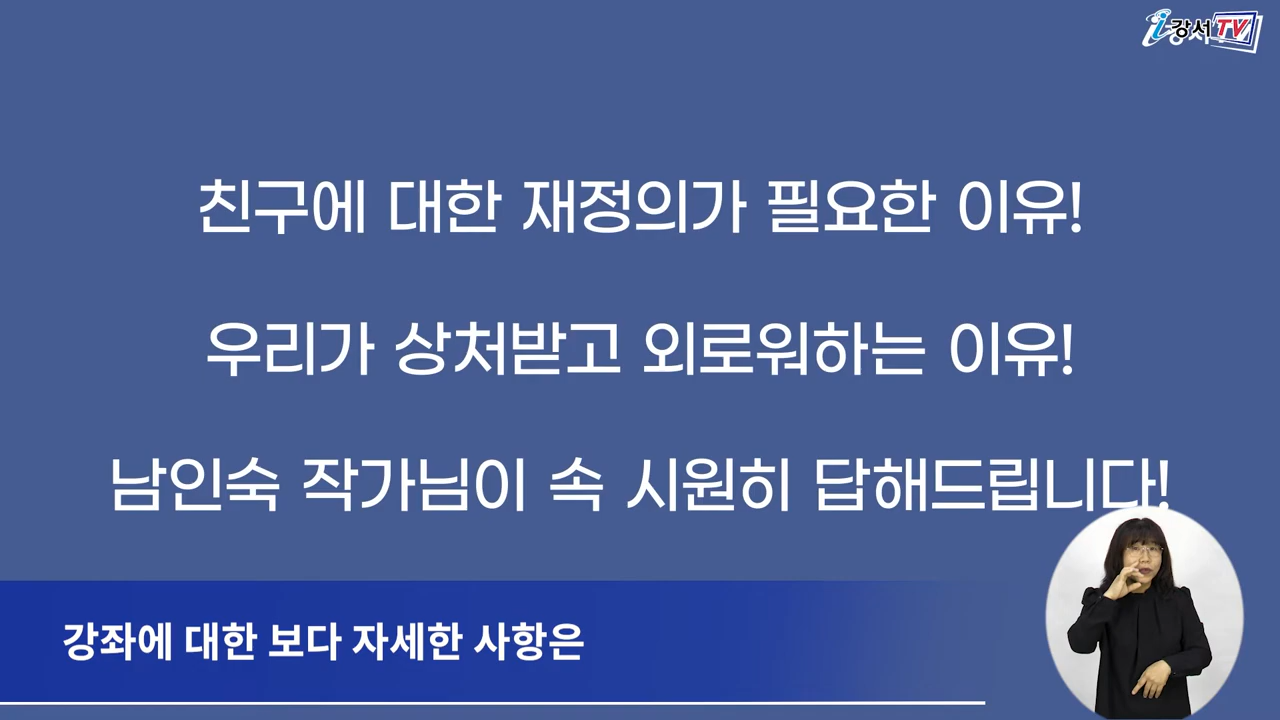 i강서TV
친구에 대한 재정의가 필요한 이유!
우리가 상처받고 외로워하는 이유!
남인숙 작가님이 속 시원히 답해드립니다!
강좌에 대한 보다 자세한 사항은